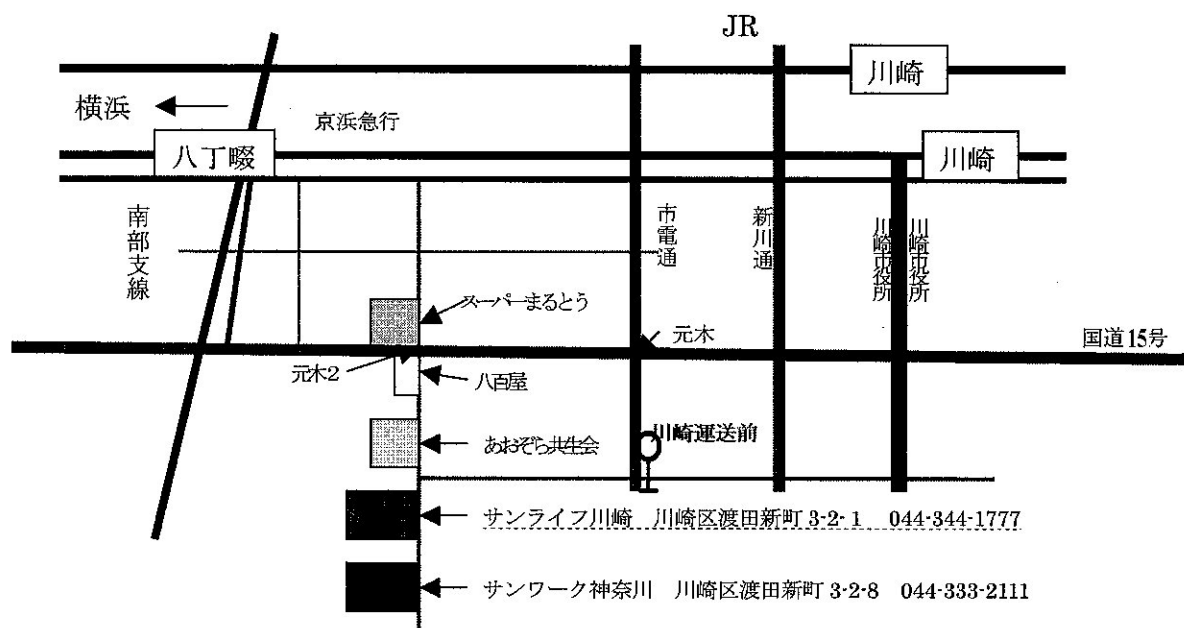 JR
川崎
横浜
京浜急行
八丁畷
川崎
南部支線
市電通
新川通
川崎市役所
川崎市役所
スーパーまるとう
元木
国道15号
元木2
八百屋
川崎運送前
あおぞら共生会
サンライフ川崎 川崎区渡田新町 3-2-1 044-344-1777
サンワーク神奈川 川崎区渡田新町 3-2-8 044-333-2111